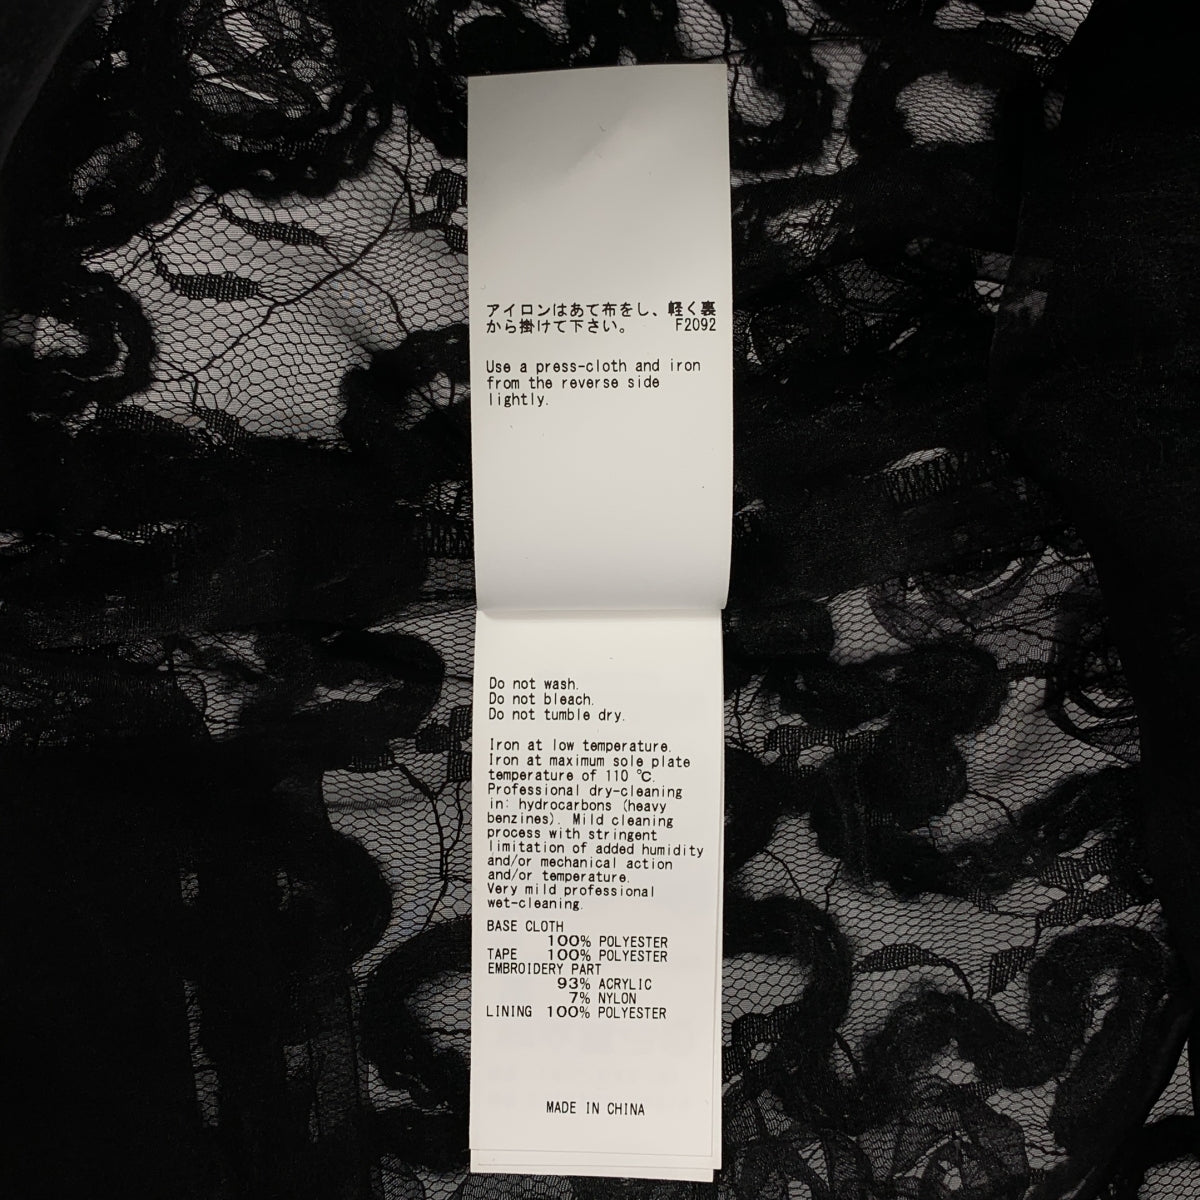 アイロンはあて布をし、軽く裏
から掛けて下さい。 F2092
Use a press-cloth and iron
from the reverse side
lightly.
Do not wash.
Do not bleach.
Do not tumble dry.
Iron at low temperature.
Iron at maximum sole plate
temperature of 110 ℃.
Professional dry-cleaning
in: hydrocarbons (heavy
benzines). Mild cleaning
process with stringent
limitation of added humidity
and/or mechanical action
and/or temperature.
Very mild professional
wet-cleaning.
BASE CLOTH
100% POLYESTER
TAPE 100% POLYESTER
EMBROIDERY PART
93% ACRYLIC
7% NYLON
LINING 100% POLYESTER
MADE IN CHINA